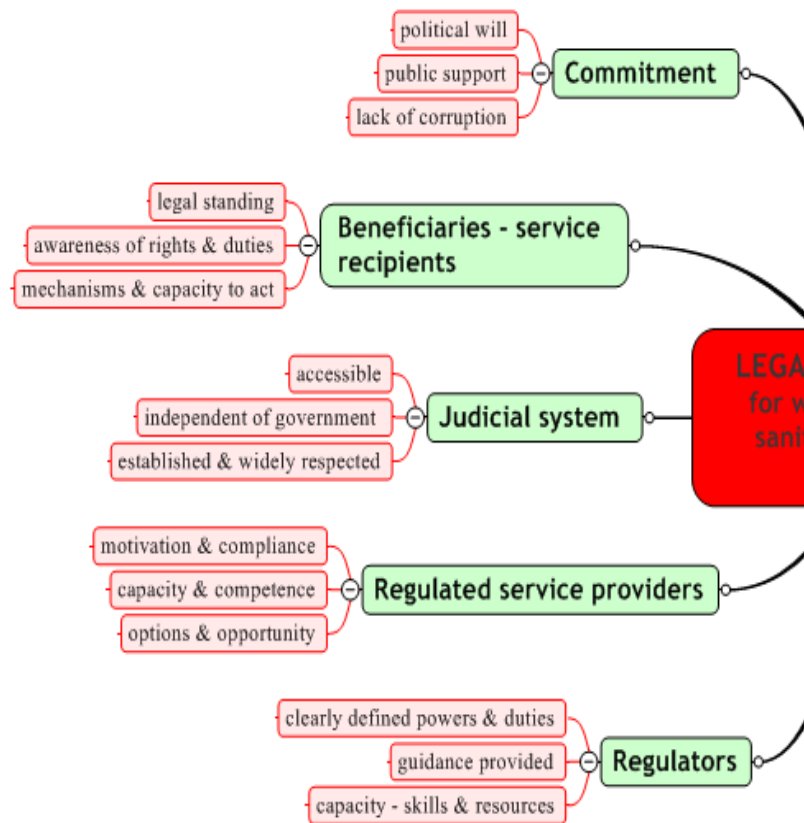 political will
public support
lack of corruption
Commitment
legal standing
awareness of rights & duties
mechanisms & capacity to act
Beneficiaries - service
recipients
accessible
independent of government
established & widely respected
Judicial system
motivation & compliance
capacity & competence
options & opportunity
Regulated service providers
clearly defined powers & duties
guidance provided
capacity - skills & resources
Regulators
for